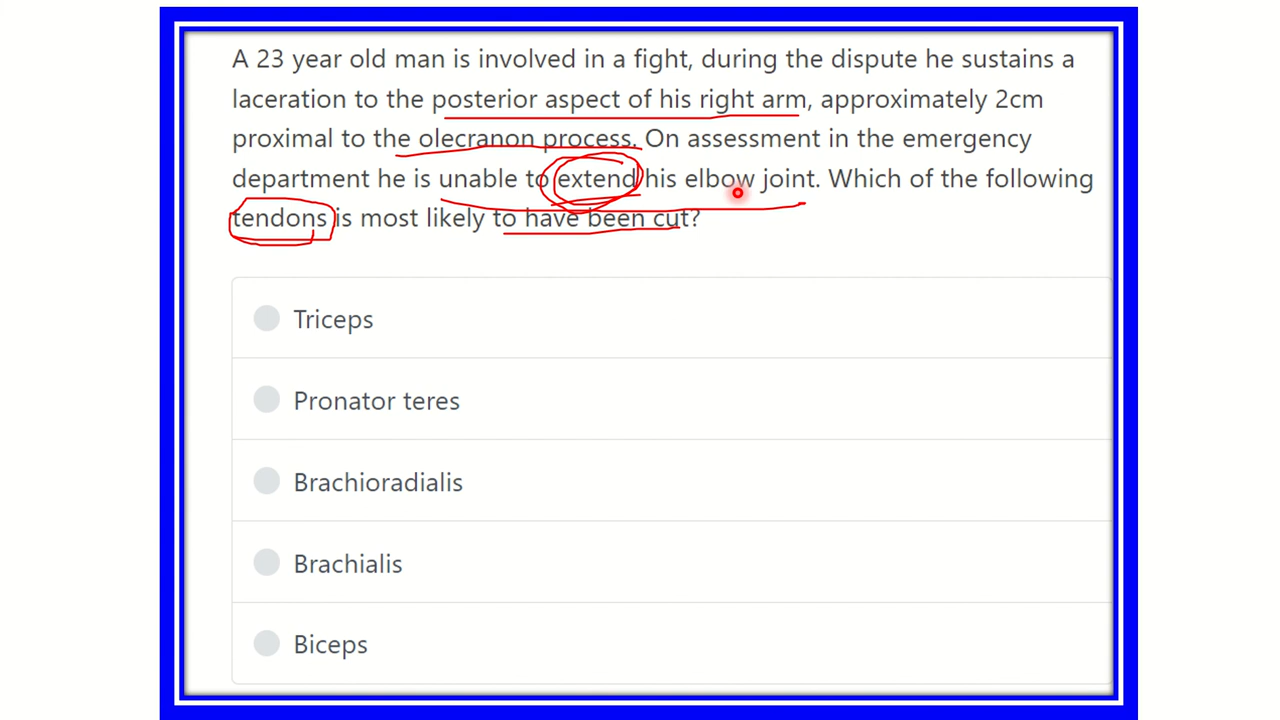 A 23 year old man is involved in a fight, during the dispute he sustains a
laceration to the posterior aspect of his right arm, approximately 2cm
proximal to the olecranon process. On assessment in the emergency
department he is unable to extend his elbow joint. Which of the following
tendons is most likely to have been cut?
Triceps
Pronator teres
Brachioradialis
Brachialis
Biceps